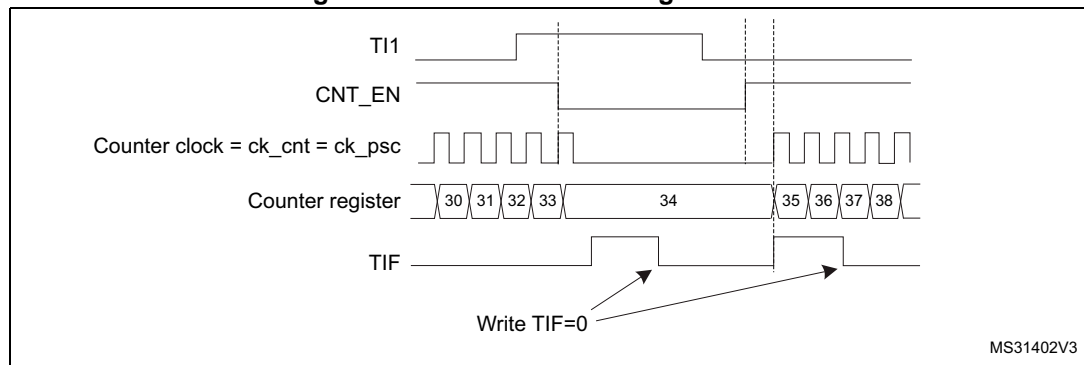 TI1
CNT_EN
Counter clock = ck_cnt = ck_psc
Counter register 30 31 32 33 34 35 36 37 38
TIF
Write TIF=0
MS31402V3